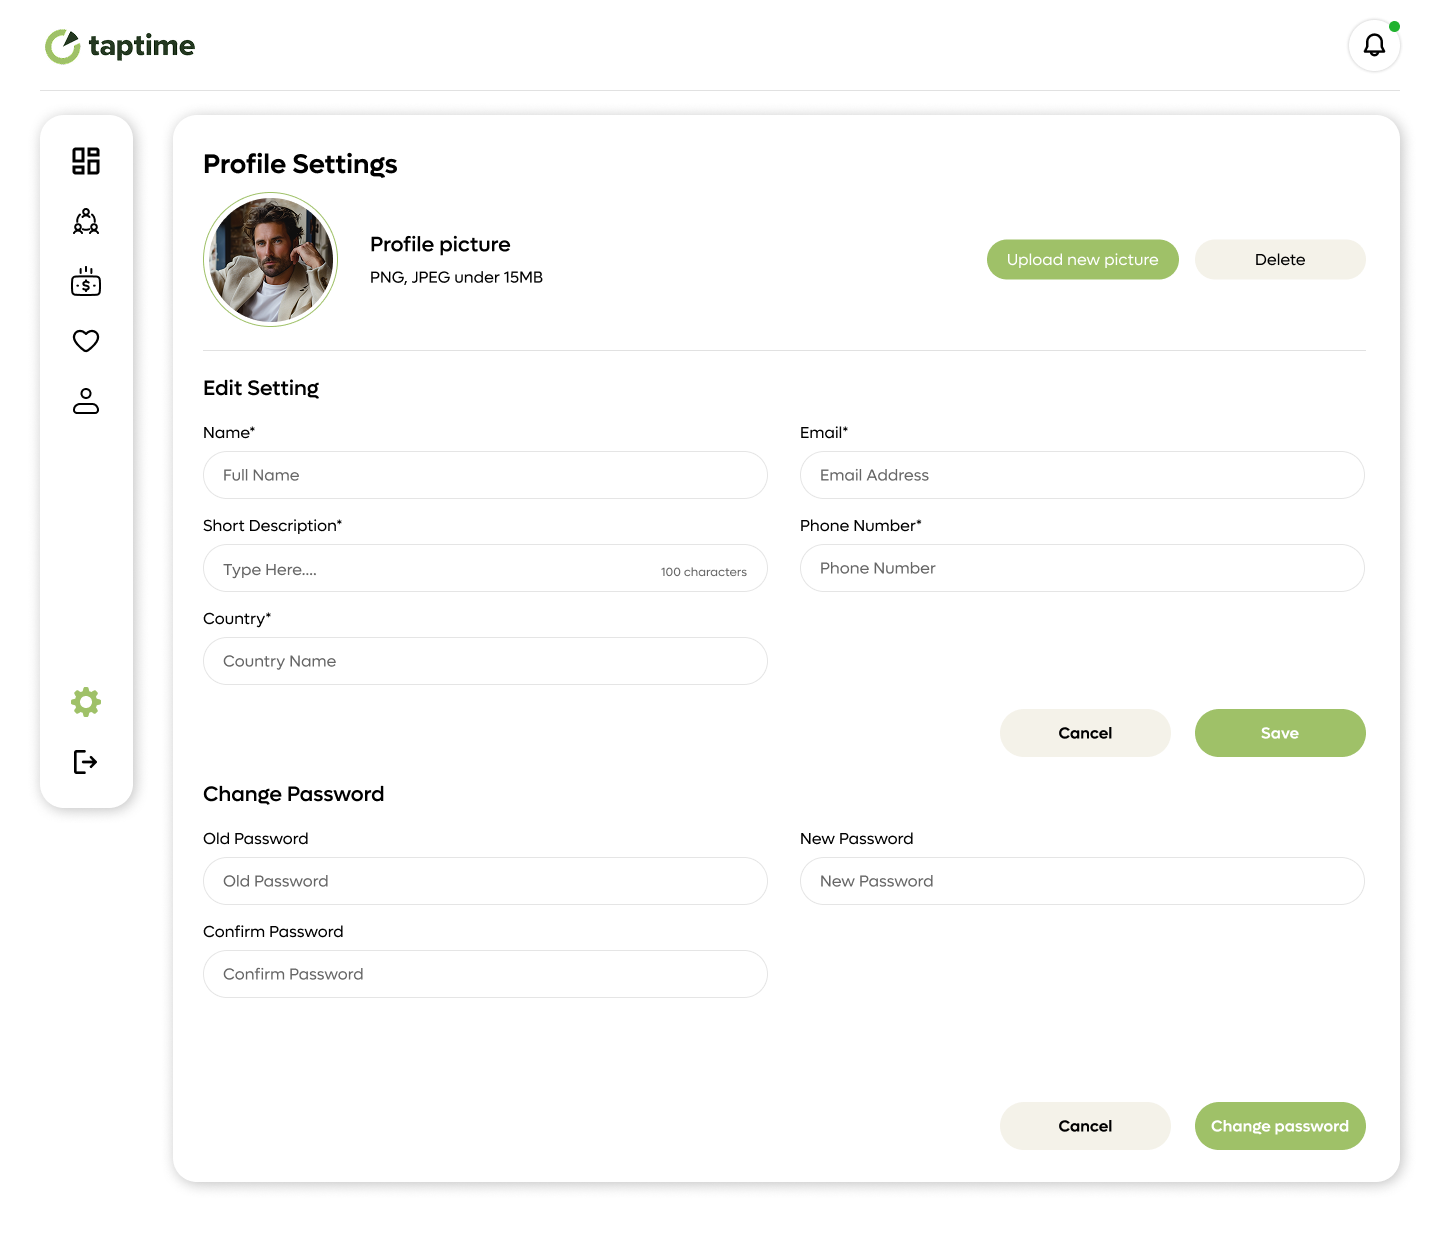 taptime
Profile Settings
Profile picture
PNG, JPEG under 15MB
Upload new picture
Delete
Edit Setting
Name*
Email*
Full Name
Email Address
Short Description*
Phone Number*
Type Here....
100 characters
Phone Number
Country*
Country Name
Cancel
Save
Change Password
Old Password
New Password
Old Password
New Password
Confirm Password
Confirm Password
Cancel
Change password